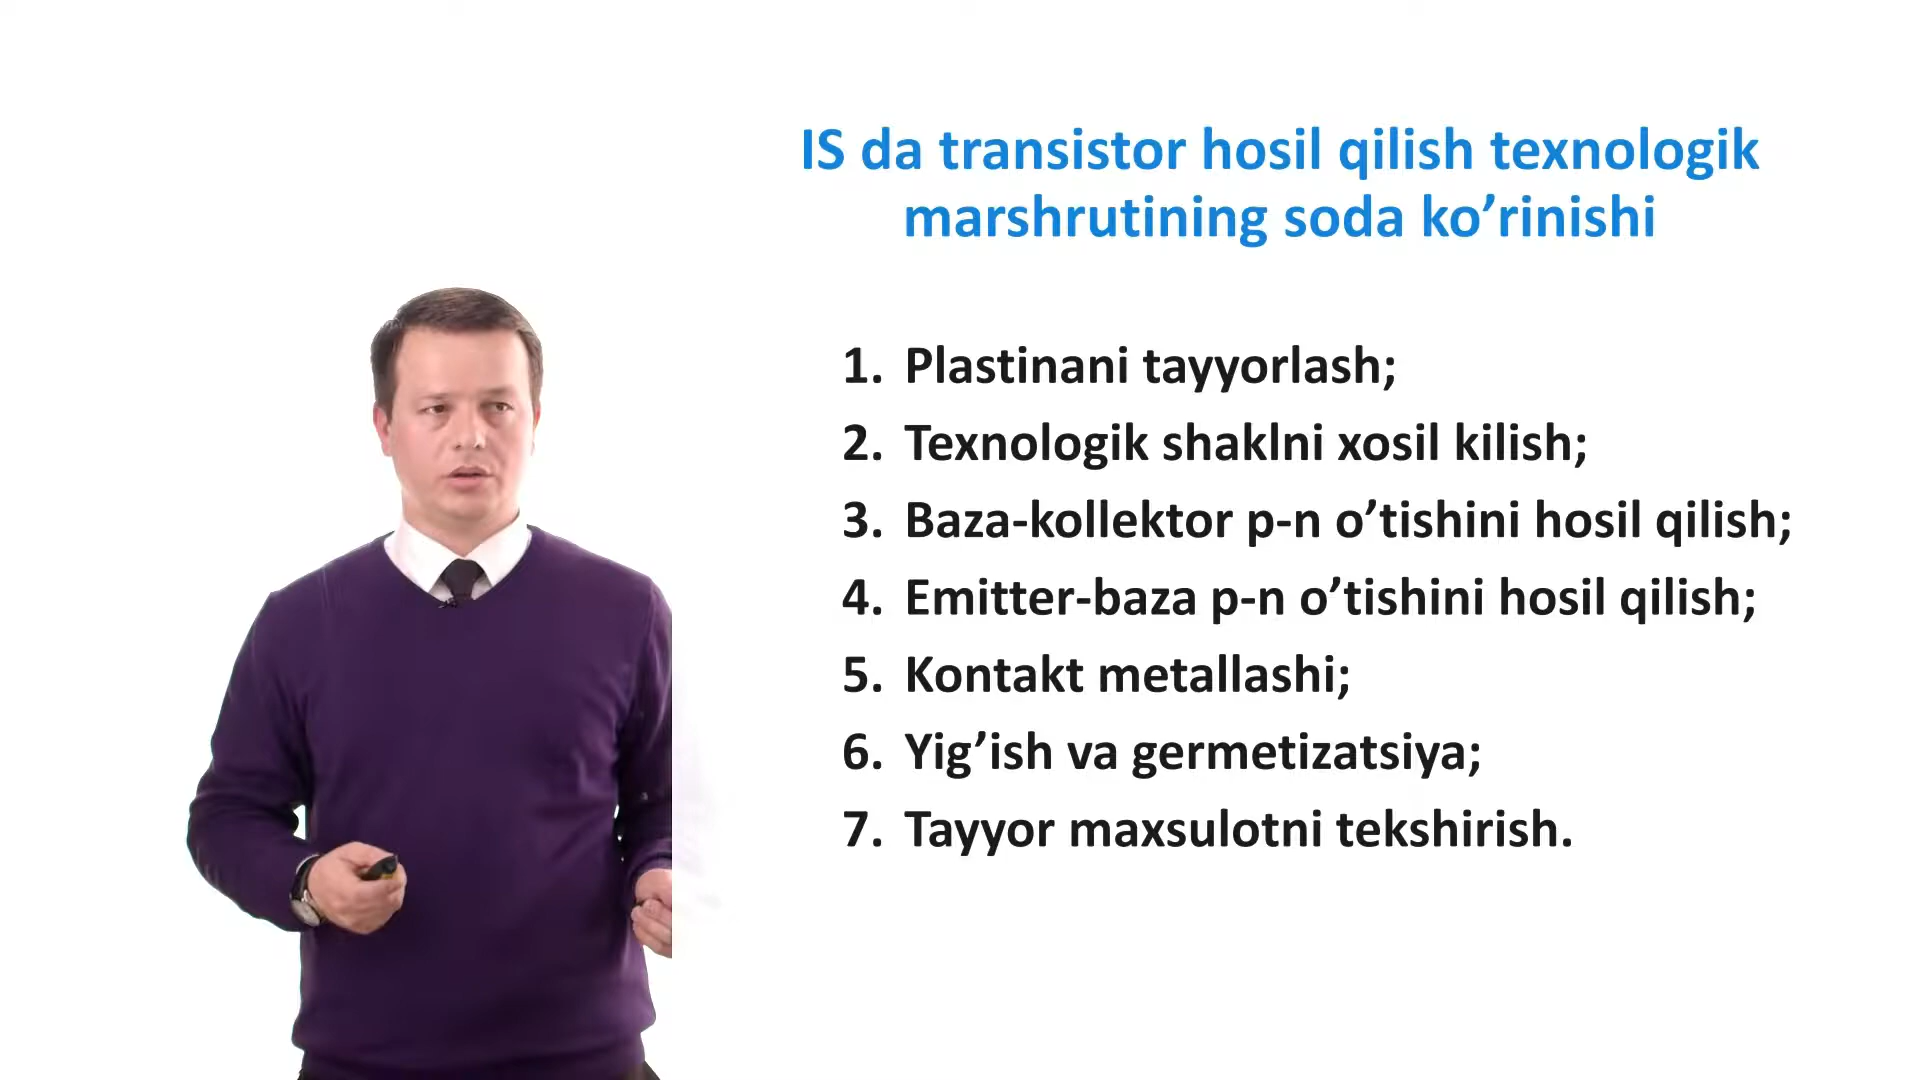 IS da transistor hosil qilish texnologik
marshrutining soda ko’rinishi
1. Plastinani tayyorlash;
2. Texnologik shaklni xosil kilish;
3. Baza-kollektor p-n o’tishini hosil qilish;
4. Emitter-baza p-n o’tishini hosil qilish;
5. Kontakt metallashi;
6. Yig’ish va germetizatsiya;
7. Tayyor maxsulotni tekshirish.